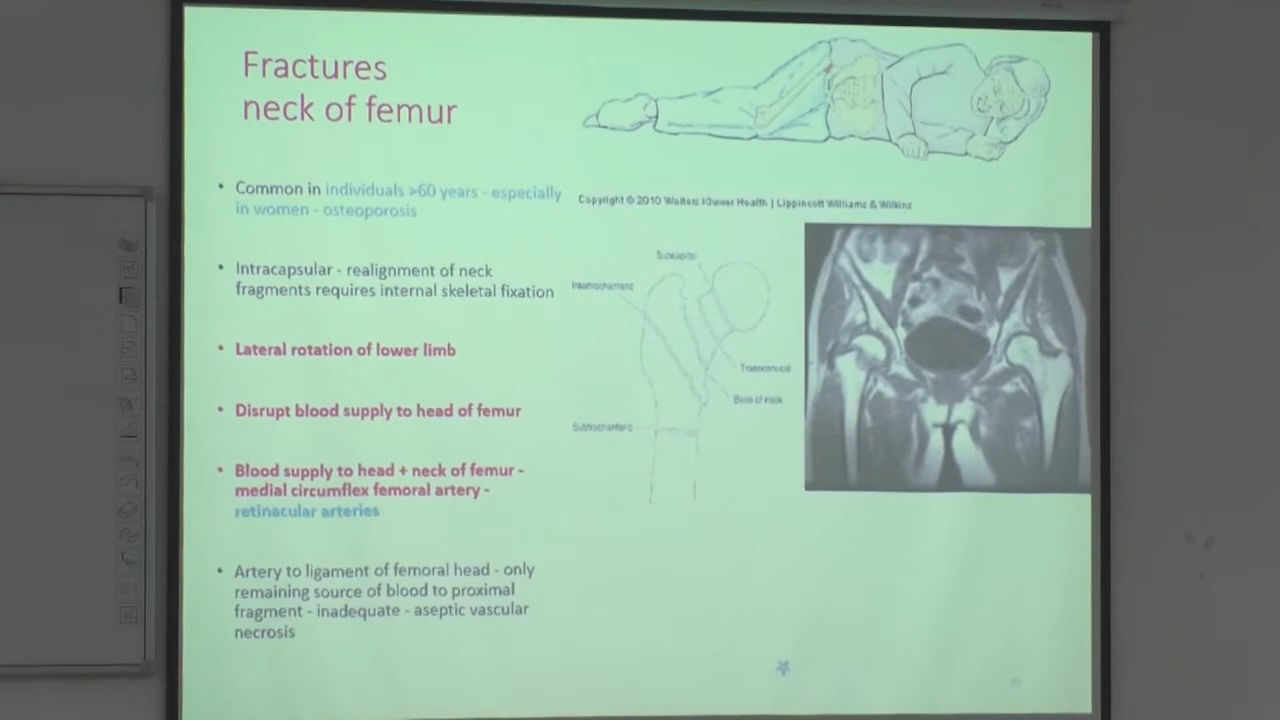 Fractures
neck of femur
• Common in individuals >60 years - especially
in women - osteoporosis
• Intracapsular - realignment of neck
fragments requires internal skeletal fixation
• Lateral rotation of lower limb
• Disrupt blood supply to head of femur
• Blood supply to head + neck of femur -
medial circumflex femoral artery -
retinacular arteries
• Artery to ligament of femoral head - only
remaining source of blood to proximal
fragment - inadequate - aseptic vascular
necrosis
Copyright © 2010 Wolters Kluwer Health | Lippincott Williams & Wilkins
Subcapital
Intertrochanteric
Transcervical
Base of neck
Subtrochanteric